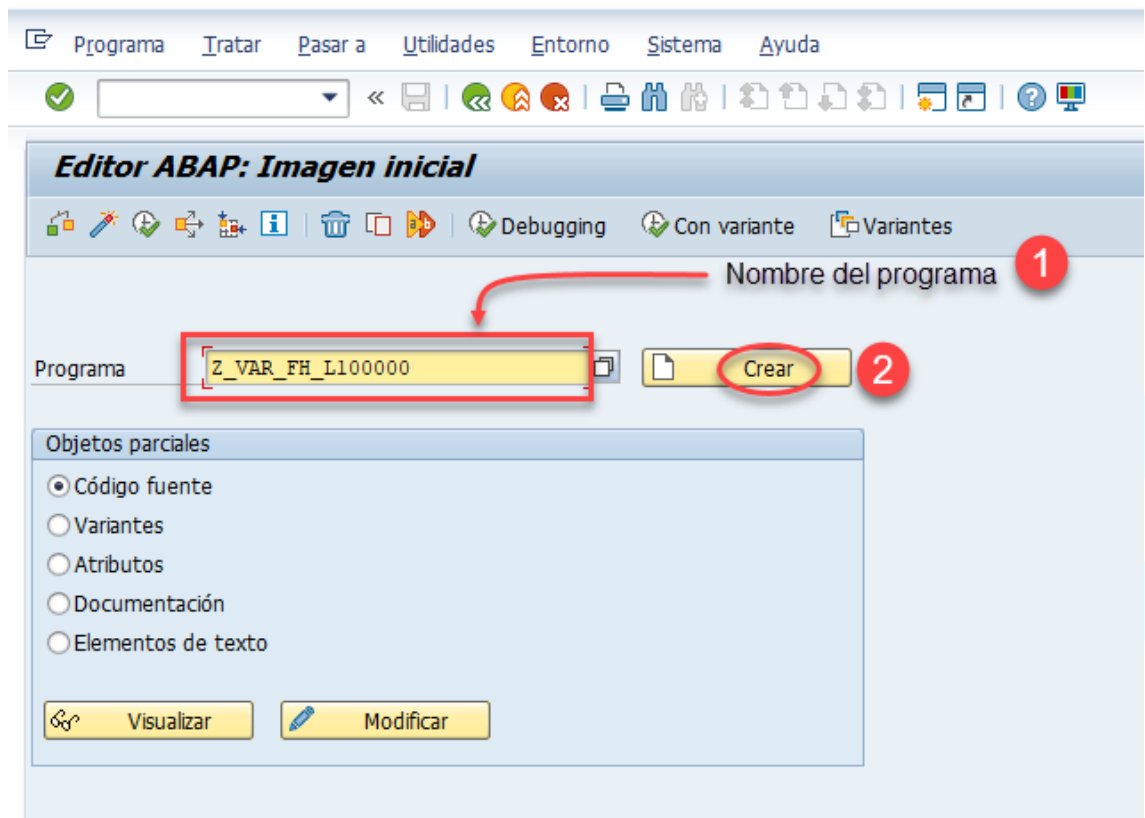 Programa Tratar Pasar a Utilidades Entorno Sistema Ayuda
Editor ABAP: Imagen inicial
Debugging Con variante Variantes
Nombre del programa 1
Programa Z_VAR_FH_L100000 Crear 2
Objetos parciales
Código fuente
Variantes
Atributos
Documentación
Elementos de texto
Visualizar Modificar